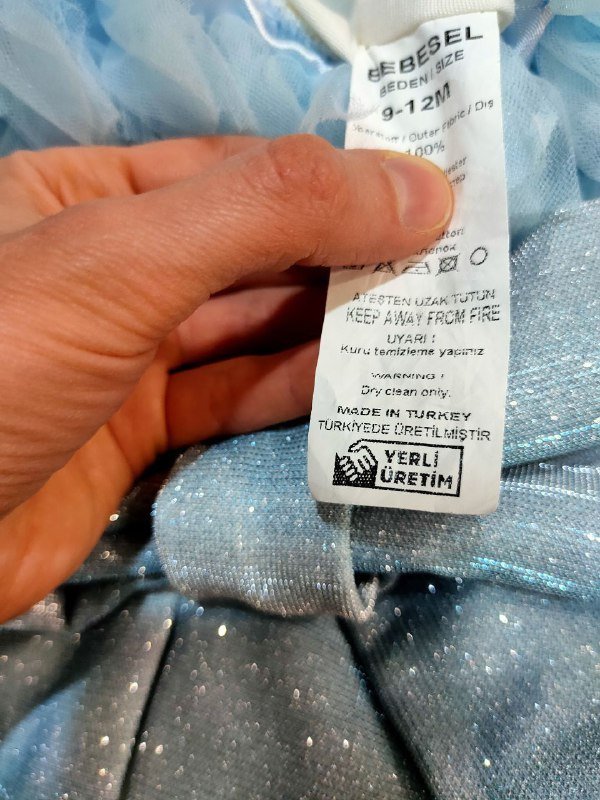 BEBESEL
BEDEN / SIZE
9-12M
/ Outer Fabric / Dış
100%
ATEŞTEN UZAK TUTUN
KEEP AWAY FROM FIRE
UYARI !
Kuru temizleme yapınız
WARNING !
Dry clean only.
MADE IN TURKEY
TÜRKİYEDE ÜRETİLMİŞTİR
YERLİ
ÜRETİM